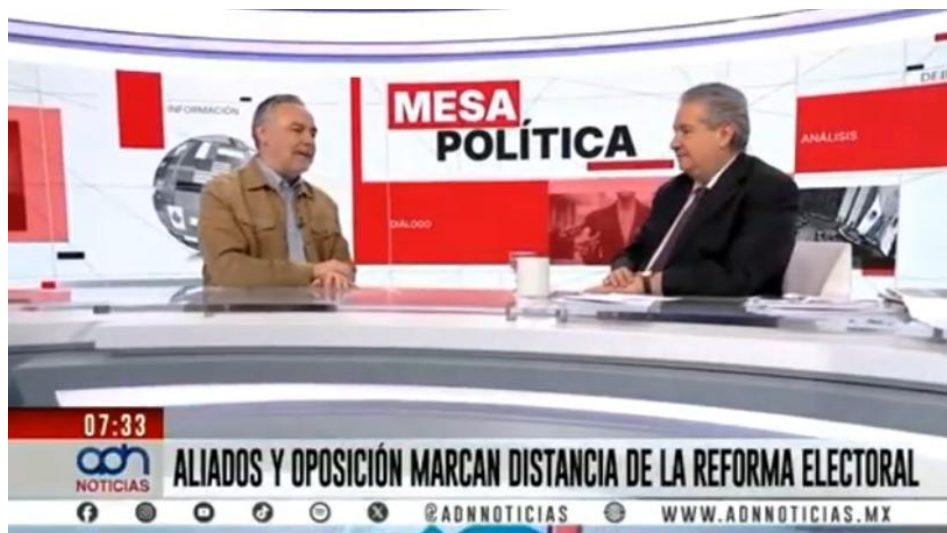 INFORMACIÓN
MESA
POLÍTICA
DIÁLOGO
ANÁLISIS
07:33
adn
NOTICIAS
ALIADOS Y OPOSICIÓN MARCAN DISTANCIA DE LA REFORMA ELECTORAL
@ADNNOTICIAS
WWW.ADNNOTICIAS.MX